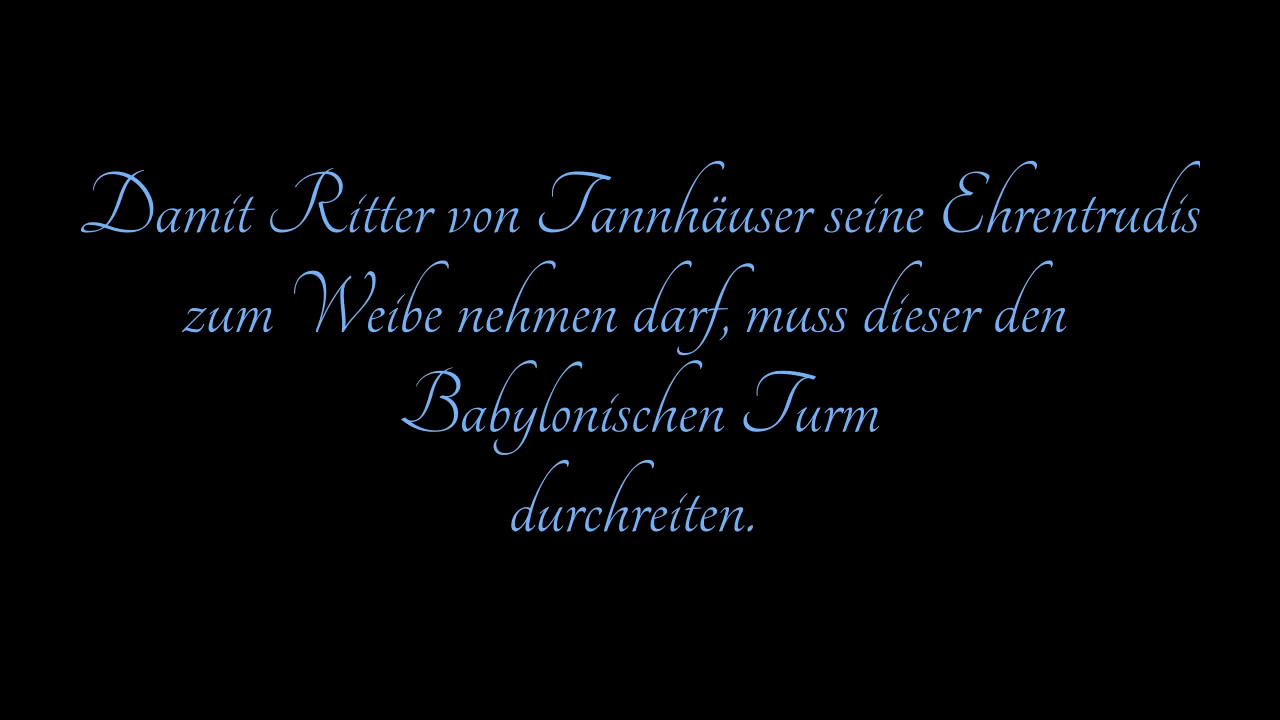 Damit Ritter von Tannhäuser seine Ehrentrudis
zum Weibe nehmen darf, muss dieser den
Babylonischen Turm
durchreiten.